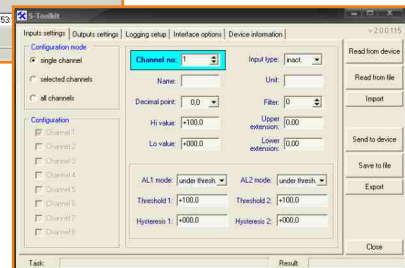 53
S-Toolkit
Inputs settings | Outputs settings | Logging setup | Interface options | Device information
v 2.0.0.115
Configuration mode
single channel
selected channels
all channels
Configuration
Channel 1
Channel 2
Channel 3
Channel 4
Channel 5
Channel 6
Channel 7
Channel 8
Channel no: 1
Input type: inact.
Name:
Unit:
Decimal point: 0,0
Filter: 0
Hi value: +100,0
Upper extension: 0,00
Lo value: +000,0
Lower extension: 0,00
AL1 mode: under thresh.
AL2 mode: under thresh.
Threshold 1: +100,0
Threshold 2: +100,0
Hysteresis 1: +000,0
Hysteresis 2: +000,0
Read from device
Read from file
Import
Send to device
Save to file
Export
Close
Task:
Result: